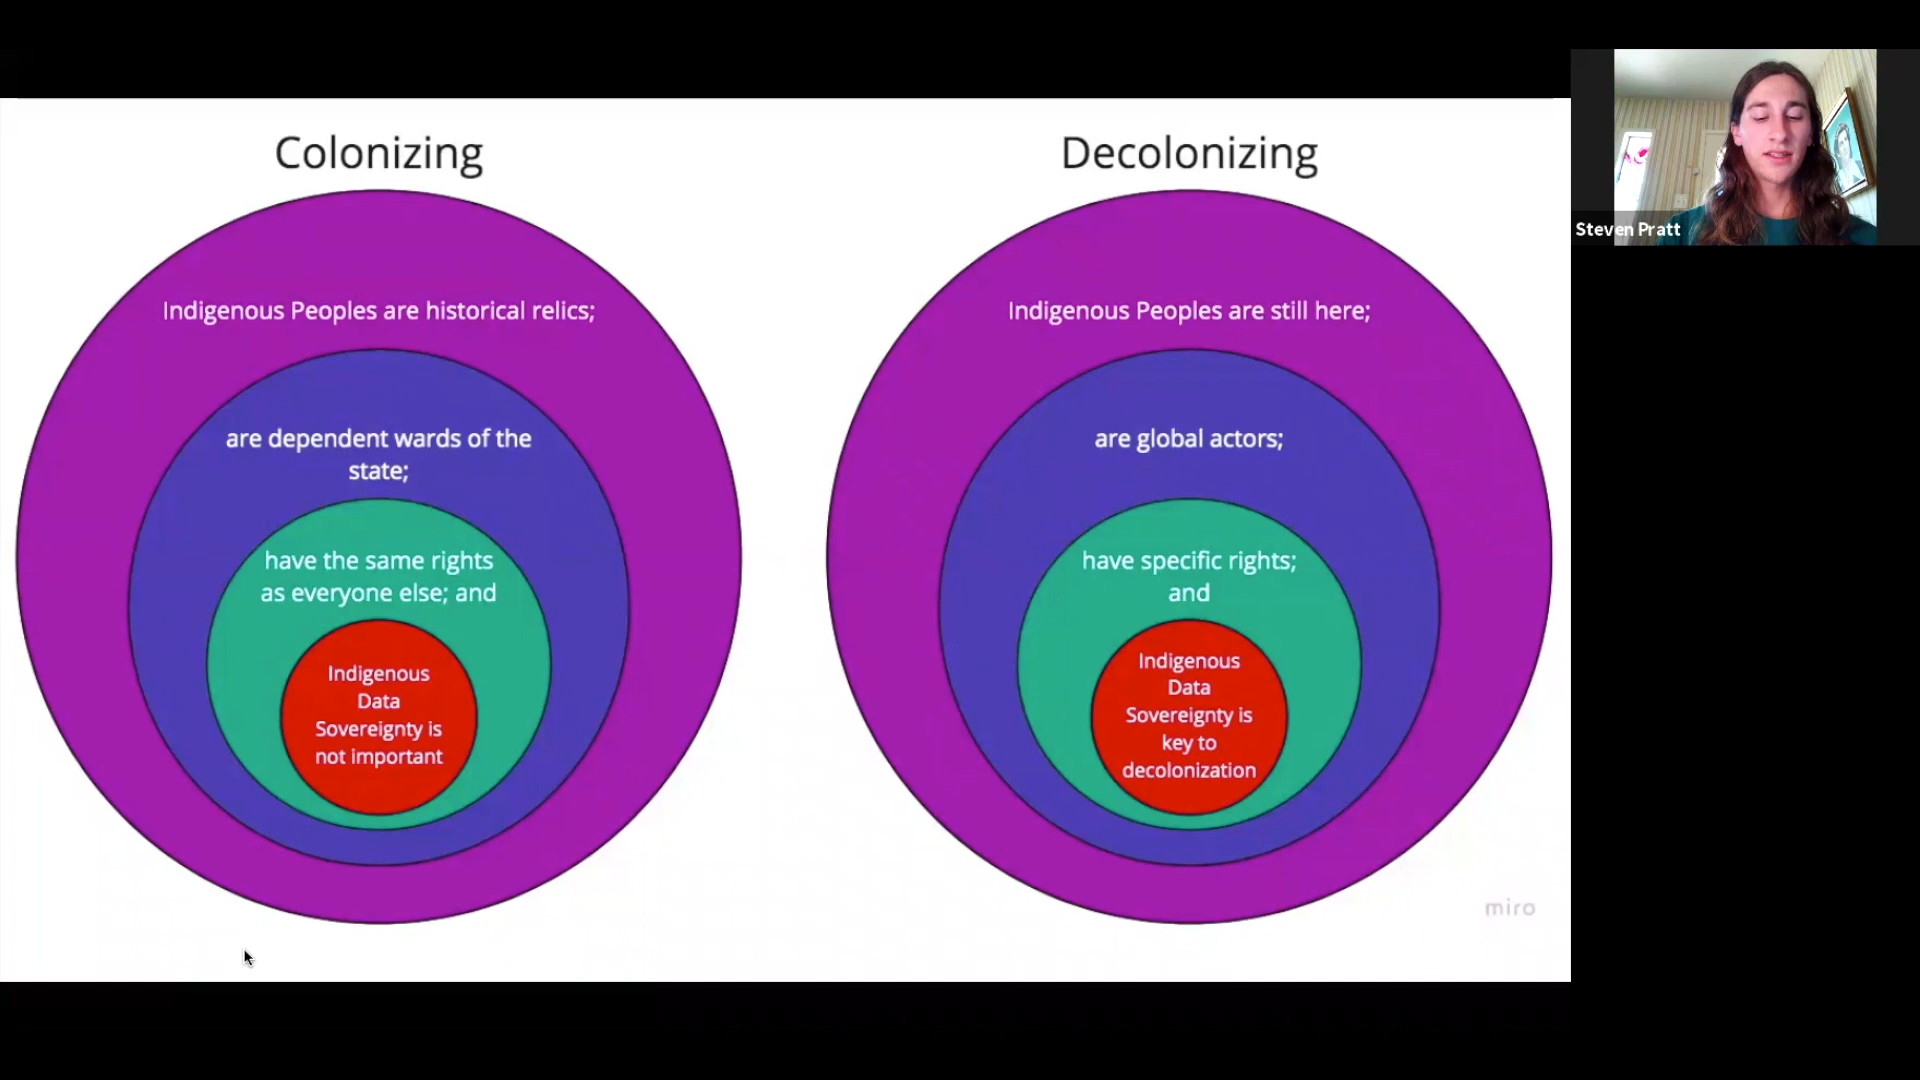 Colonizing
Indigenous Peoples are historical relics;
are dependent wards of the
state;
have the same rights
as everyone else; and
Indigenous
Data
Sovereignty is
not important
Decolonizing
Indigenous Peoples are still here;
are global actors;
have specific rights;
and
Indigenous
Data
Sovereignty is
key to
decolonization
miro
Steven Pratt